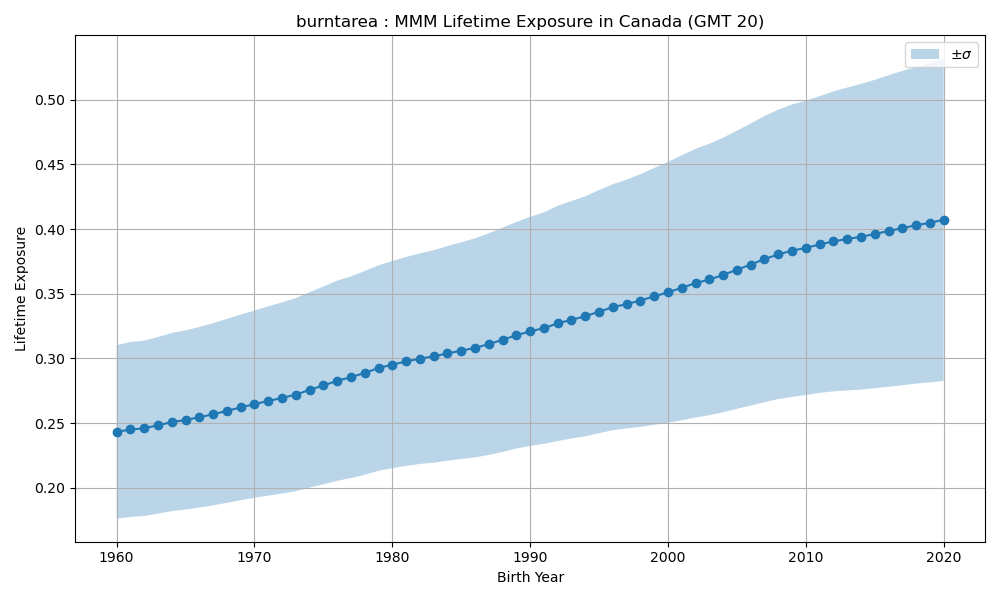 burntarea : MMM Lifetime Exposure in Canada (GMT 20)
±σ
0.50
0.45
0.40
0.35
0.30
0.25
0.20
Lifetime Exposure
1960 1970 1980 1990 2000 2010 2020
Birth Year